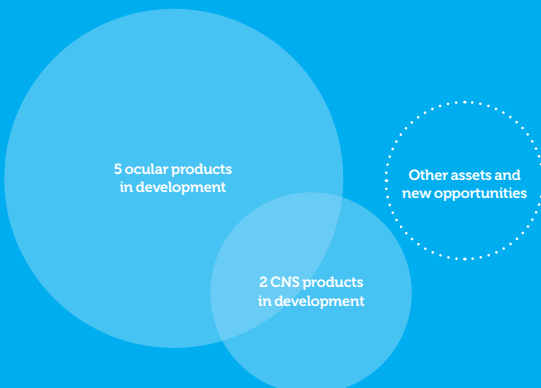 5 ocular products
in development
Other assets and
new opportunities
2 CNS products
in development